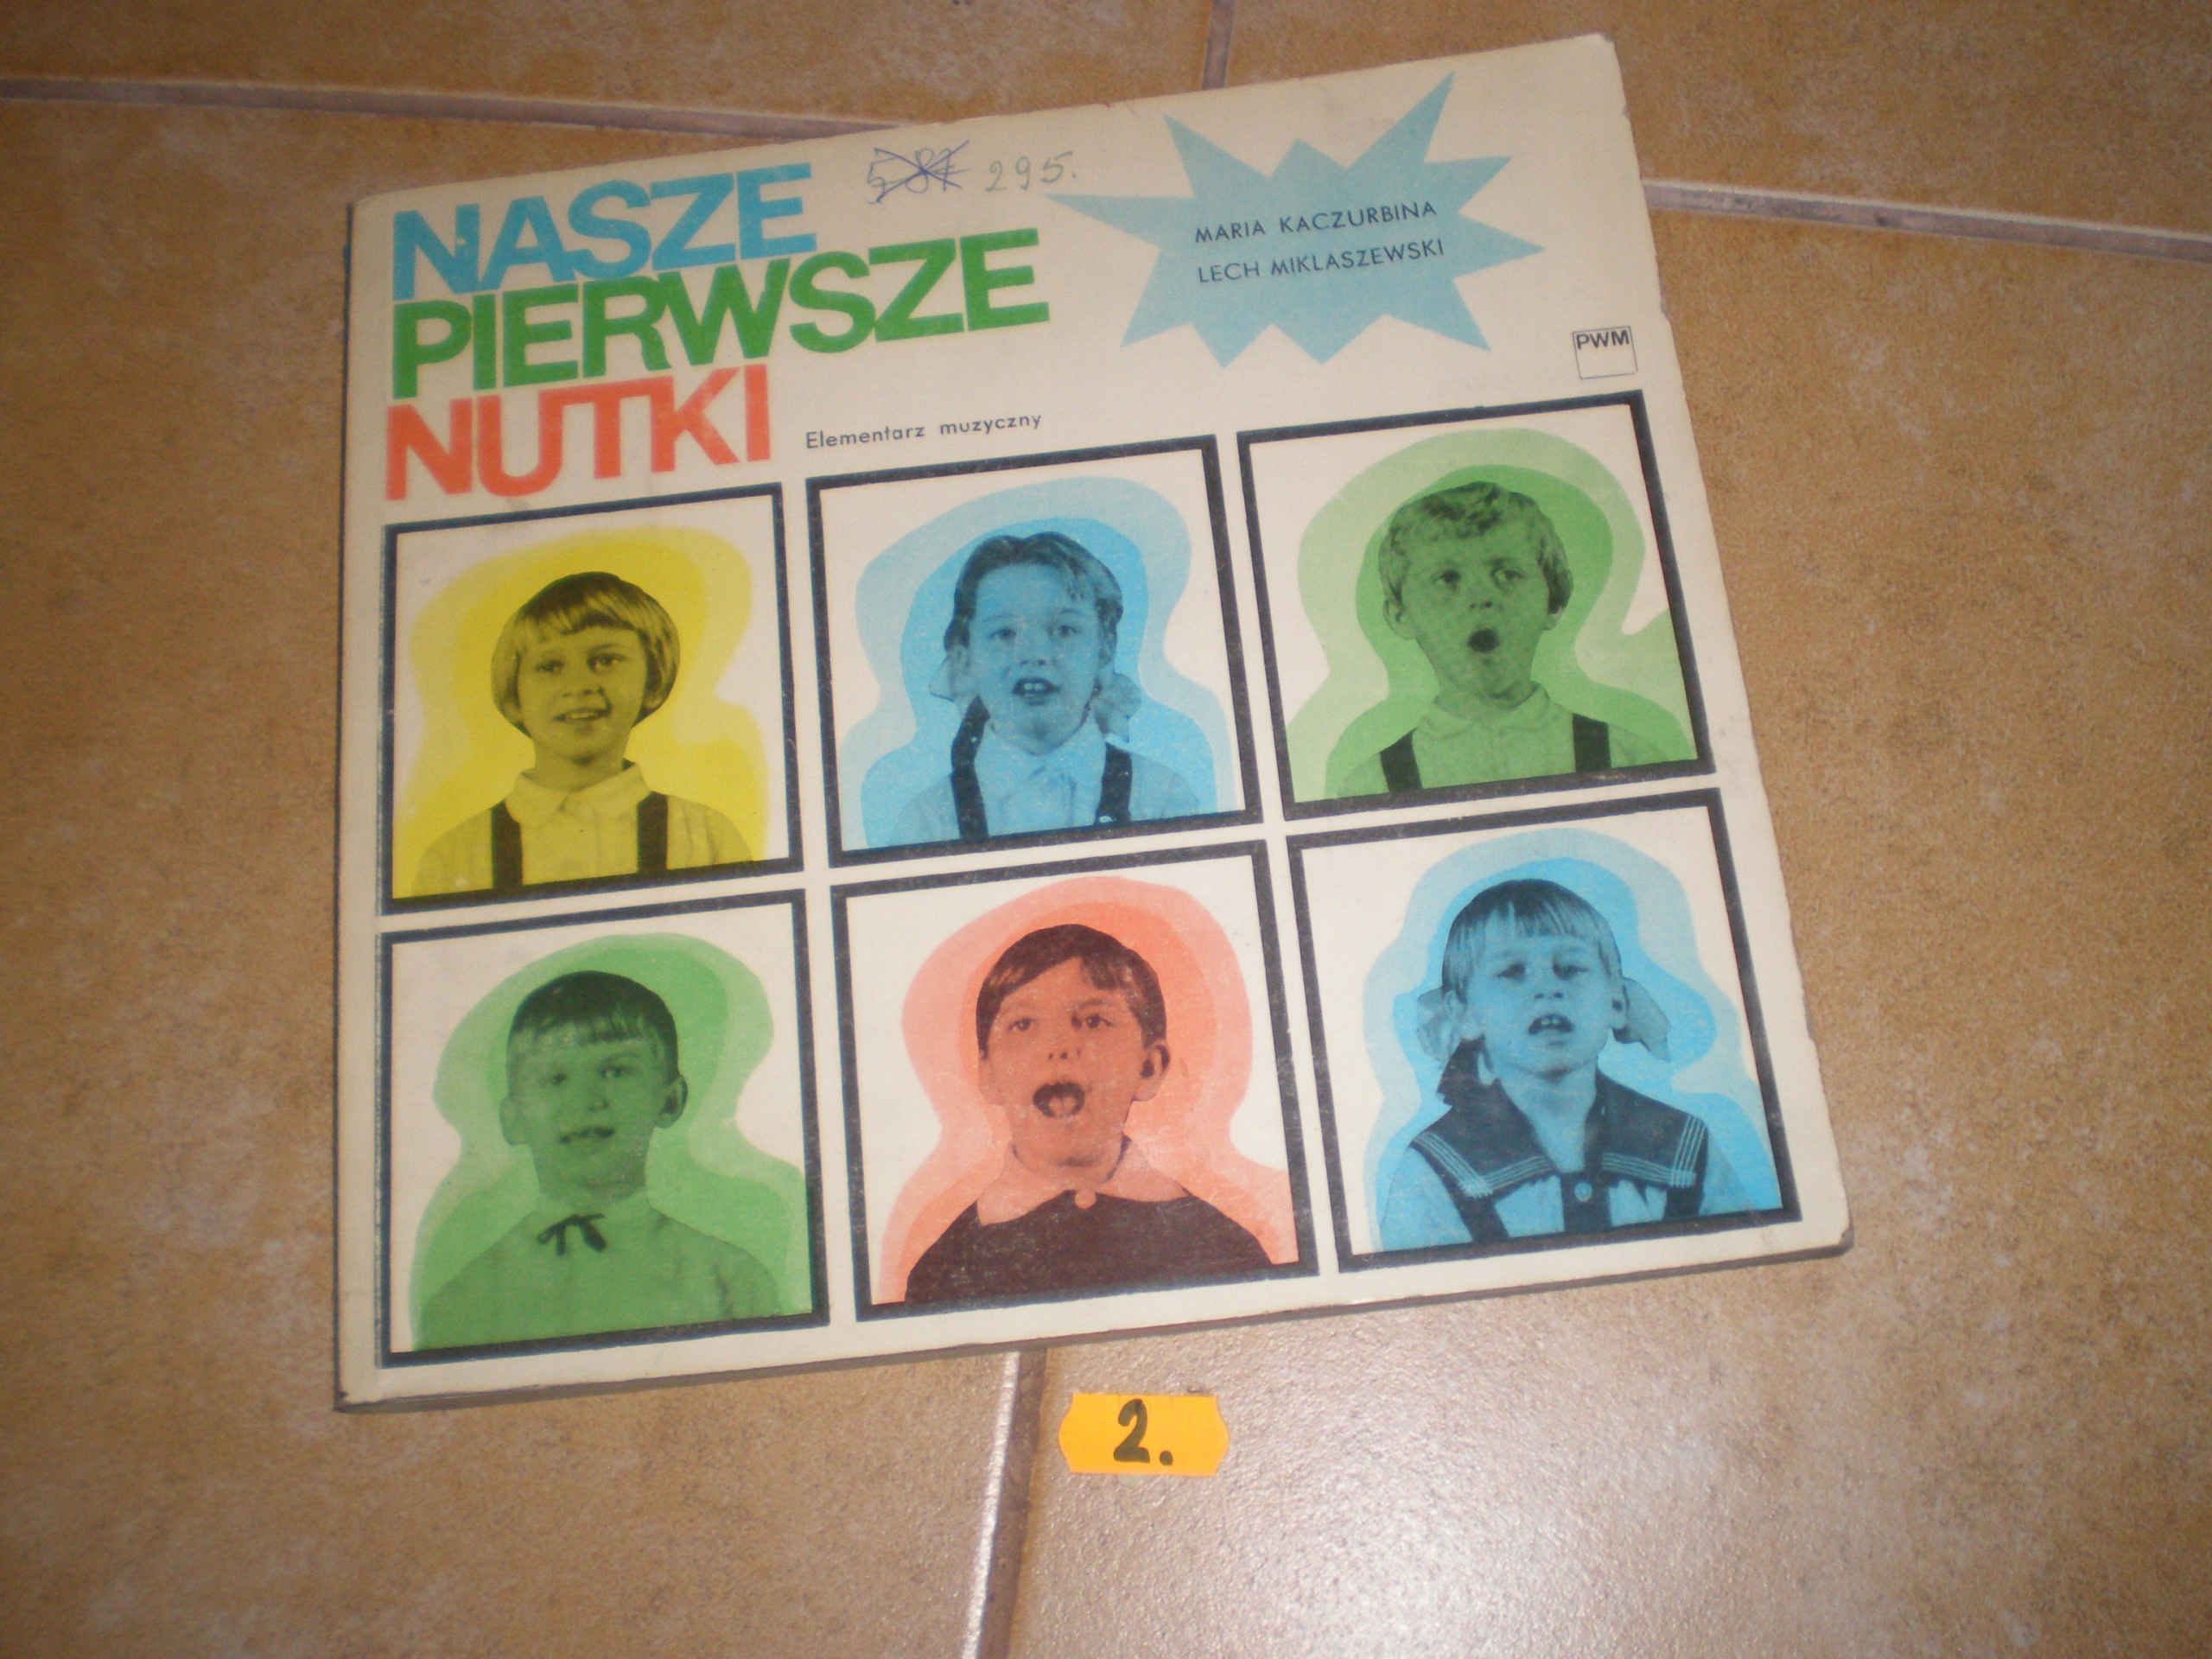 NASZE
295.
PIERWSZE
NUTKI
Elementarz muzyczny
MARIA KACZURBINA
LECH MIKLASZEWSKI
PWM
2.